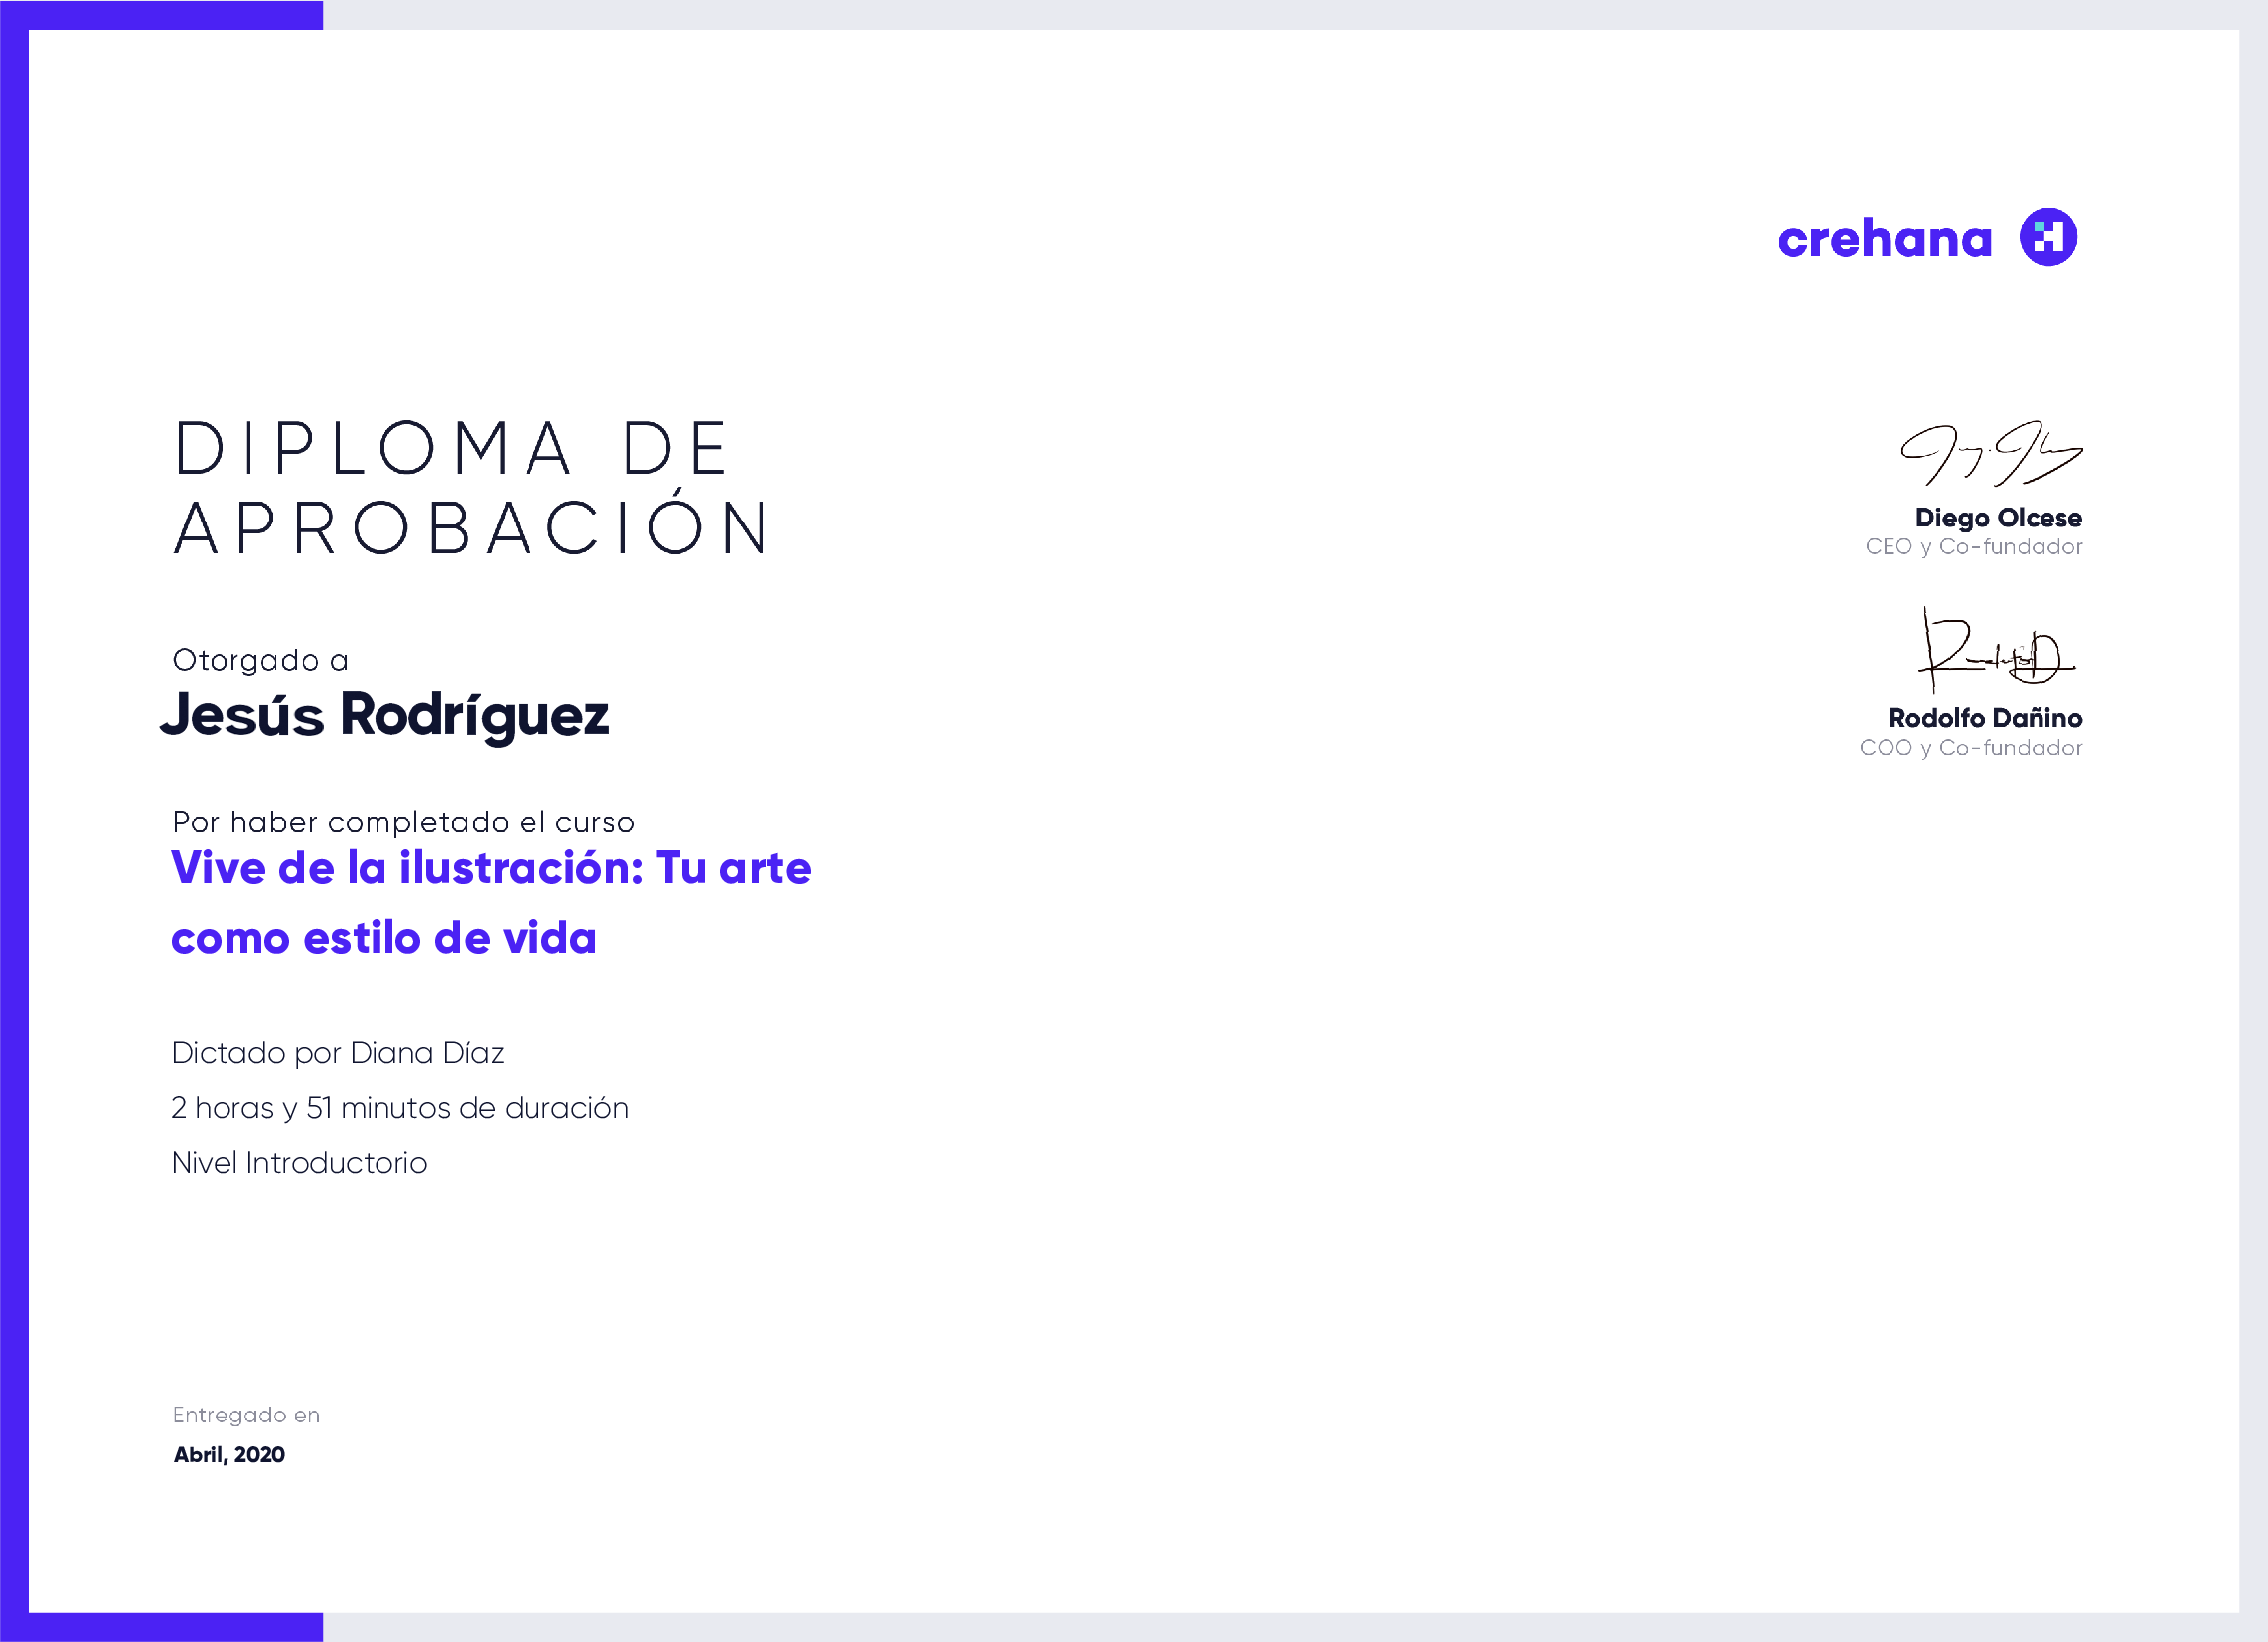 crehana
DIPLOMA DE
APROBACIÓN
Otorgado a
Jesús Rodríguez
Por haber completado el curso
Vive de la ilustración: Tu arte
como estilo de vida
Dictado por Diana Díaz
2 horas y 51 minutos de duración
Nivel Introductorio
Entregado en
Abril, 2020
Diego Olcese
CEO y Co-fundador
Rodolfo Dañino
COO y Co-fundador